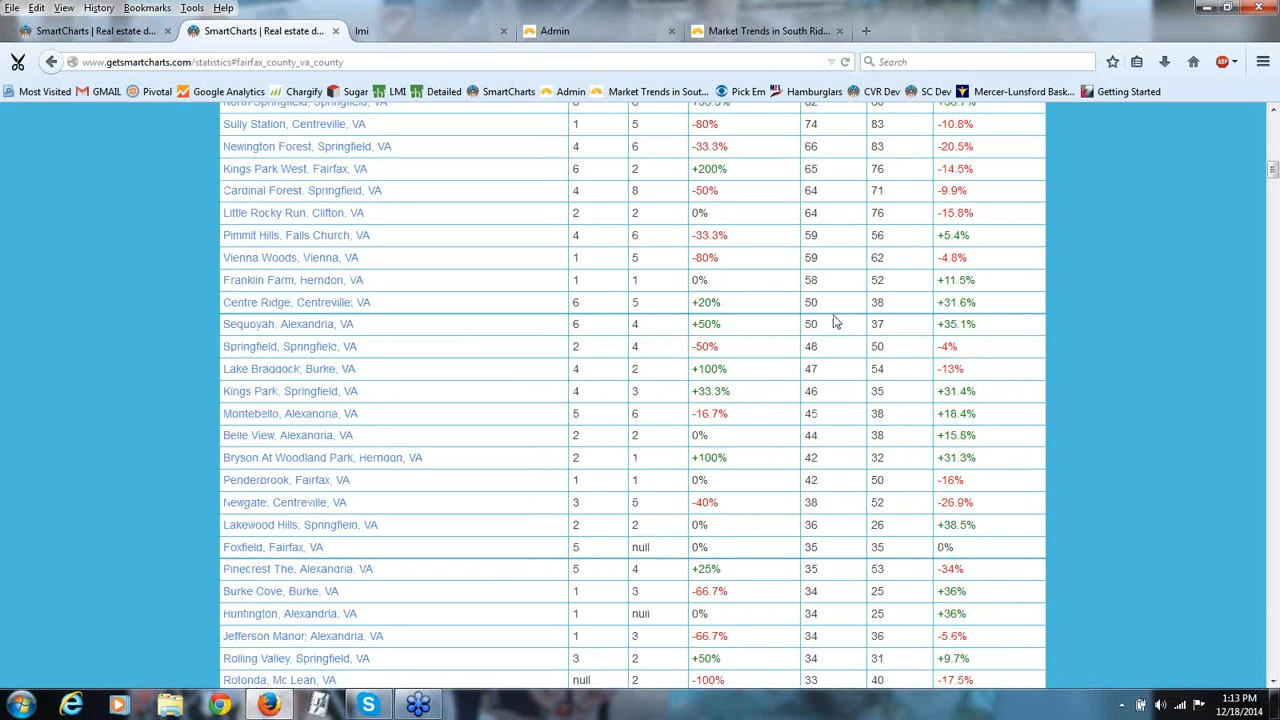 File Edit View History Bookmarks Tools Help
SmartCharts | Real estate d... × SmartCharts | Real estate d... × lmi × Admin × Market Trends in South Rid... × +
www.getsmartcharts.com/statistics#fairfax_county_va_county Search
Most Visited GMAIL Pivotal Google Analytics Chargify Sugar LMI Detailed SmartCharts Admin Market Trends in Sout... Pick Em Hamburglars CVR Dev SC Dev Mercer-Lunsford Bask... Getting Started
North Springfield, Springfield, VA
Sully Station, Centreville, VA 1 5 -80% 74 83 -10.8%
Newington Forest, Springfield, VA 4 6 -33.3% 66 83 -20.5%
Kings Park West, Fairfax, VA 6 2 +200% 65 76 -14.5%
Cardinal Forest, Springfield, VA 4 8 -50% 64 71 -9.9%
Little Rocky Run, Clifton, VA 2 2 0% 64 76 -15.8%
Pimmit Hills, Falls Church, VA 4 6 -33.3% 59 56 +5.4%
Vienna Woods, Vienna, VA 1 5 -80% 59 62 -4.8%
Franklin Farm, Herndon, VA 1 1 0% 58 52 +11.5%
Centre Ridge, Centreville, VA 6 5 +20% 50 38 +31.6%
Sequoyah, Alexandria, VA 6 4 +50% 50 37 +35.1%
Springfield, Springfield, VA 2 4 -50% 48 50 -4%
Lake Braddock, Burke, VA 4 2 +100% 47 54 -13%
Kings Park, Springfield, VA 4 3 +33.3% 46 35 +31.4%
Montebello, Alexandria, VA 5 6 -16.7% 45 38 +18.4%
Belle View, Alexandria, VA 2 2 0% 44 38 +15.8%
Bryson At Woodland Park, Herndon, VA 2 1 +100% 42 32 +31.3%
Penderbrook, Fairfax, VA 1 1 0% 42 50 -16%
Newgate, Centreville, VA 3 5 -40% 38 52 -26.9%
Lakewood Hills, Springfield, VA 2 2 0% 36 26 +38.5%
Foxfield, Fairfax, VA 5 null 0% 35 35 0%
Pinecrest The, Alexandria, VA 5 4 +25% 35 53 -34%
Burke Cove, Burke, VA 1 3 -66.7% 34 25 +36%
Huntington, Alexandria, VA 1 null 0% 34 25 +36%
Jefferson Manor, Alexandria, VA 1 3 -66.7% 34 36 -5.6%
Rolling Valley, Springfield, VA 3 2 +50% 34 31 +9.7%
Rotonda, Mc Lean, VA null 2 -100% 33 40 -17.5%
1:13 PM
12/18/2014